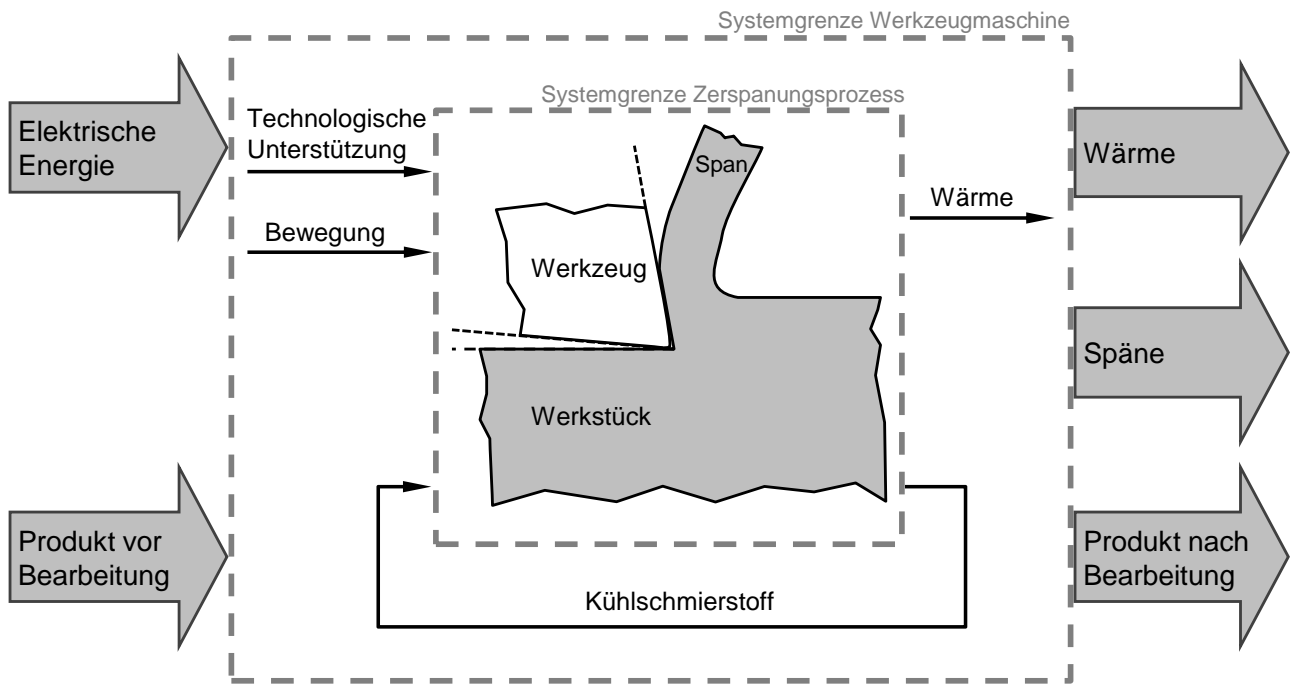 Systemgrenze Werkzeugmaschine
Systemgrenze Zerspanungsprozess
Elektrische
Energie
Technologische
Unterstützung
Bewegung
Span
Werkzeug
Werkstück
Wärme
Wärme
Späne
Produkt vor
Bearbeitung
Kühlschmierstoff
Produkt nach
Bearbeitung